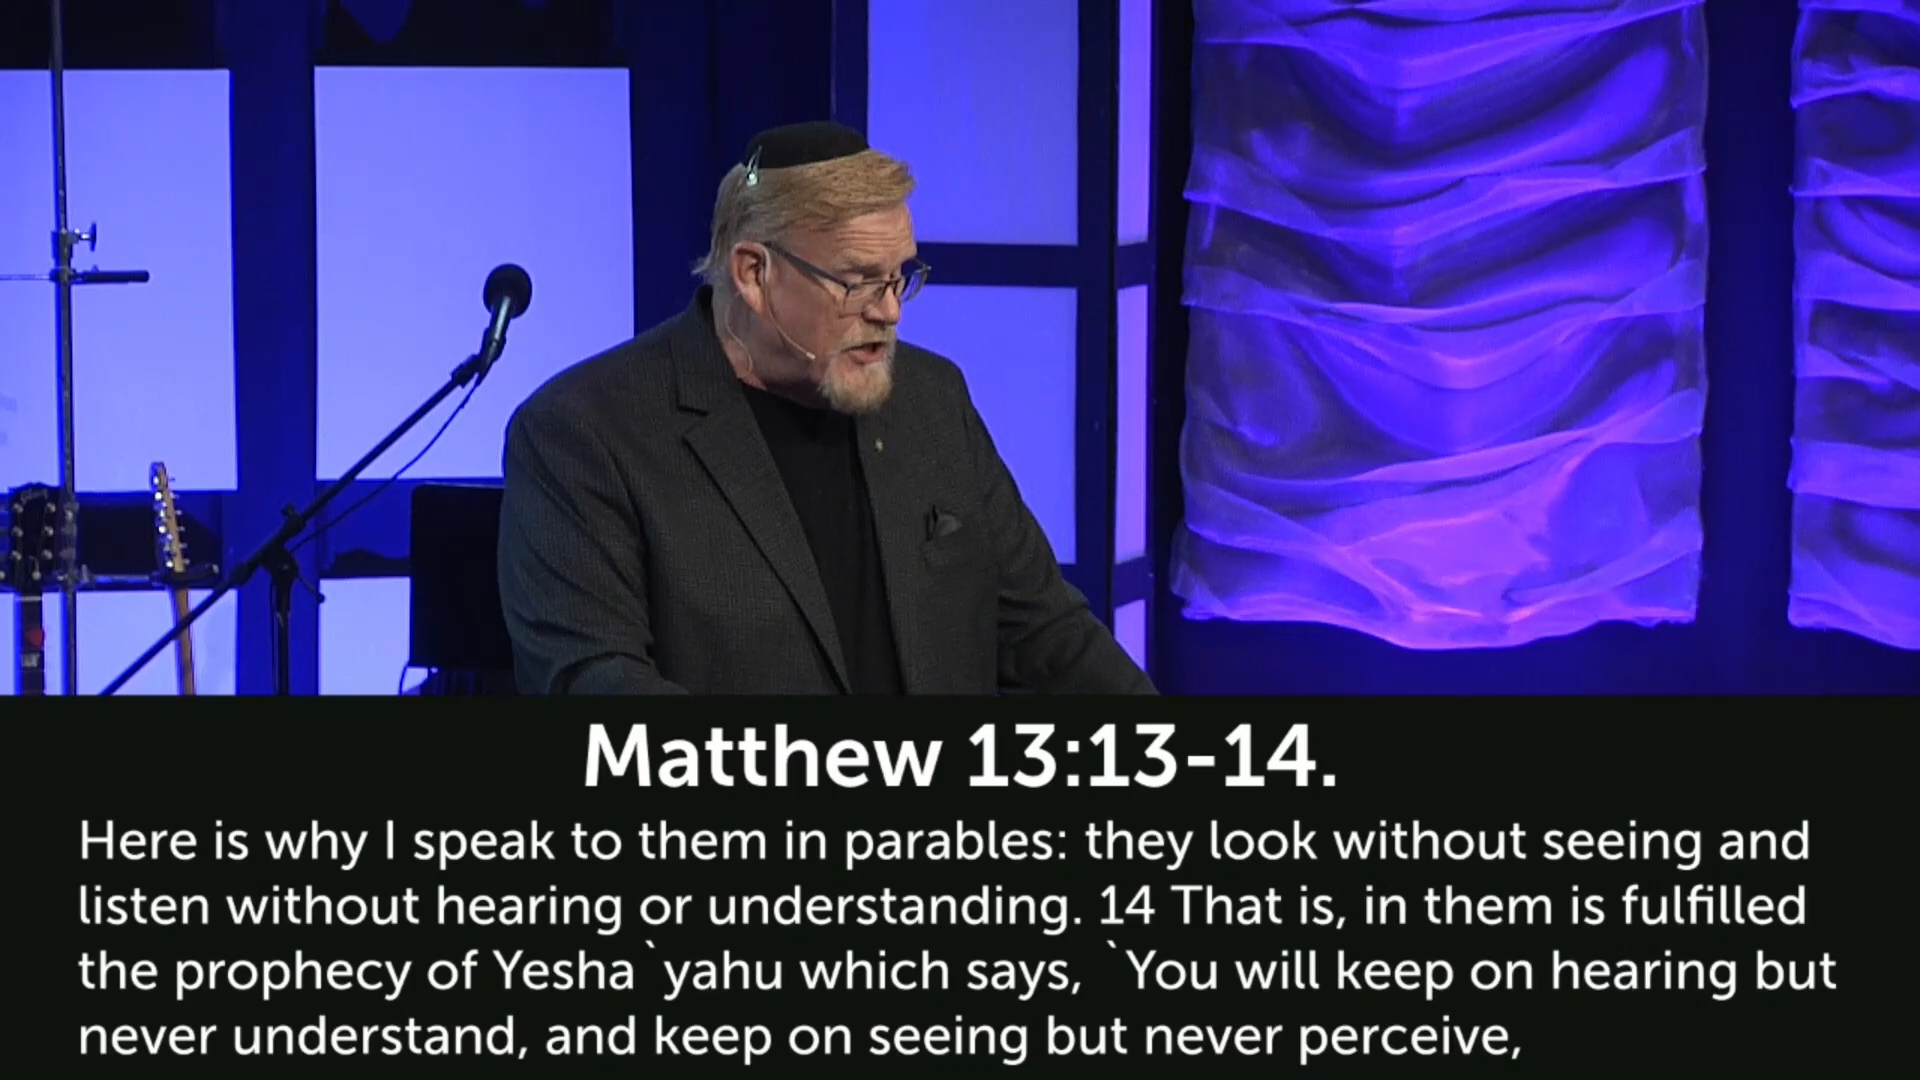 Matthew 13:13-14.
Here is why I speak to them in parables: they look without seeing and
listen without hearing or understanding. 14 That is, in them is fulfilled
the prophecy of Yesha`yahu which says, `You will keep on hearing but
never understand, and keep on seeing but never perceive,